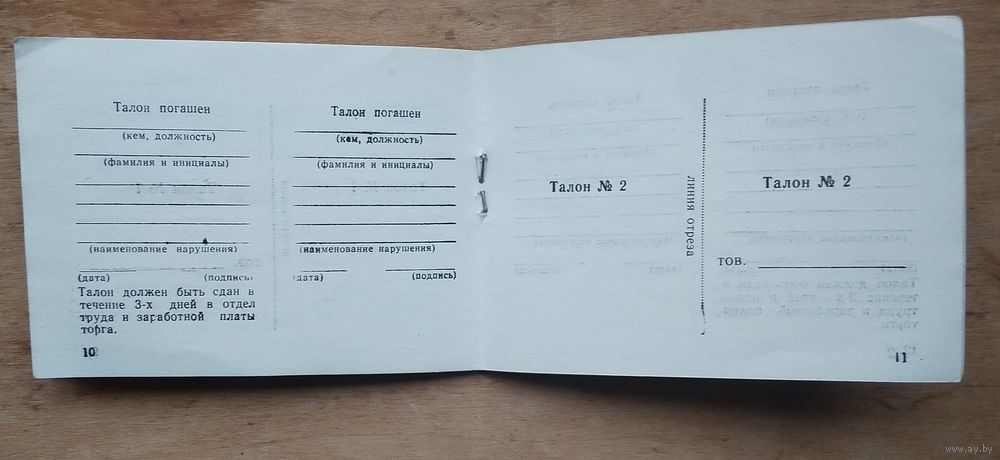 Талон погашен
(кем, должность)
(фамилия и инициалы)
(наименование нарушения)
(дата) (подпись)
Талон должен быть сдан в
течение 3-х дней в отдел
труда и заработной платы
торга.
10
Талон погашен
(кем, должность)
(фамилия и инициалы)
(наименование нарушения)
(дата) (подпись)
Талон № 2
линия отреза
Талон № 2
тов.
11
www.ay.by